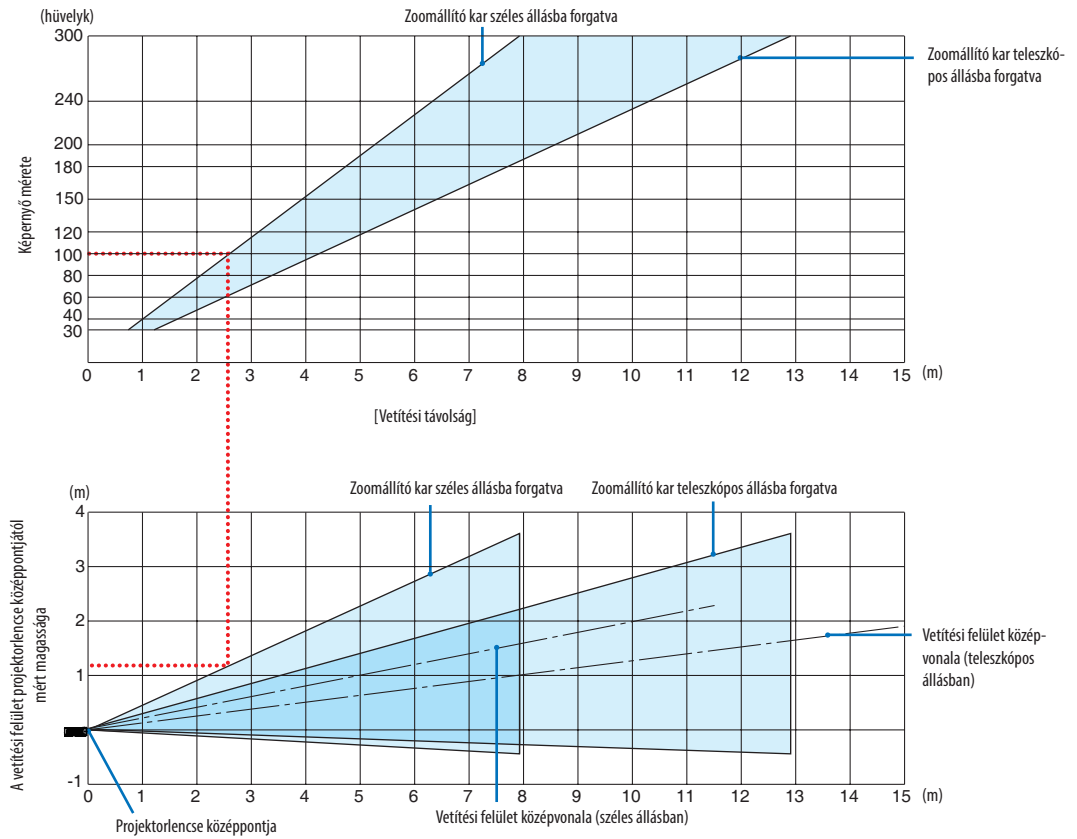 (hüvelyk)
Zoomállító kar széles állásba forgatva
300
Zoomállító kar teleszkó-
pos állásba forgatva
240
200
180
150
120
100
80
60
40
30
Képernyő mérete
0 1 2 3 4 5 6 7 8 9 10 11 12 13 14 15 (m)
[Vetítési távolság]
(m)
Zoomállító kar széles állásba forgatva
Zoomállító kar teleszkópos állásba forgatva
4
3
2
1
-1
A vetítési felület projektorlencse középpontjától
mért magassága
Vetítési felület közép-
vonala (teleszkópos
állásban)
0 1 2 3 4 5 6 7 8 9 10 11 12 13 14 15 (m)
Vetítési felület középvonala (széles állásban)
Projektorlencse középpontja